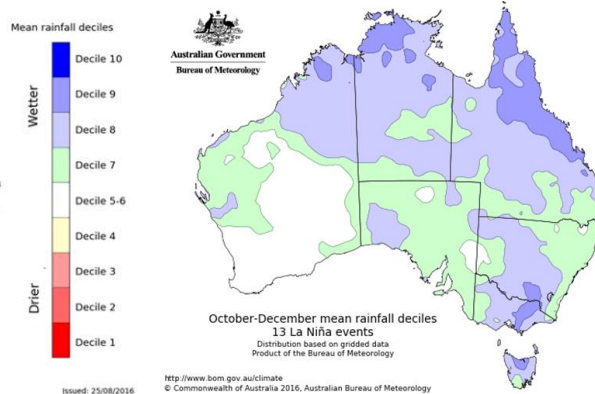 Mean rainfall deciles
Wetter
Drier
Decile 10
Decile 9
Decile 8
Decile 7
Decile 5-6
Decile 4
Decile 3
Decile 2
Decile 1
Issued: 25/08/2016
Australian Government
Bureau of Meteorology
October-December mean rainfall deciles
13 La Niña events
Distribution based on gridded data
Product of the Bureau of Meteorology
http://www.bom.gov.au/climate
© Commonwealth of Australia 2016, Australian Bureau of Meteorology